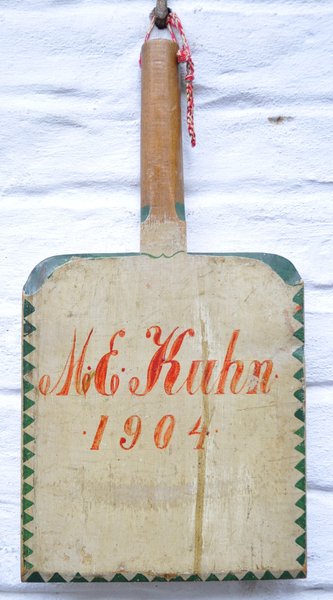 M. E. Kuhn.
· 1904 ·